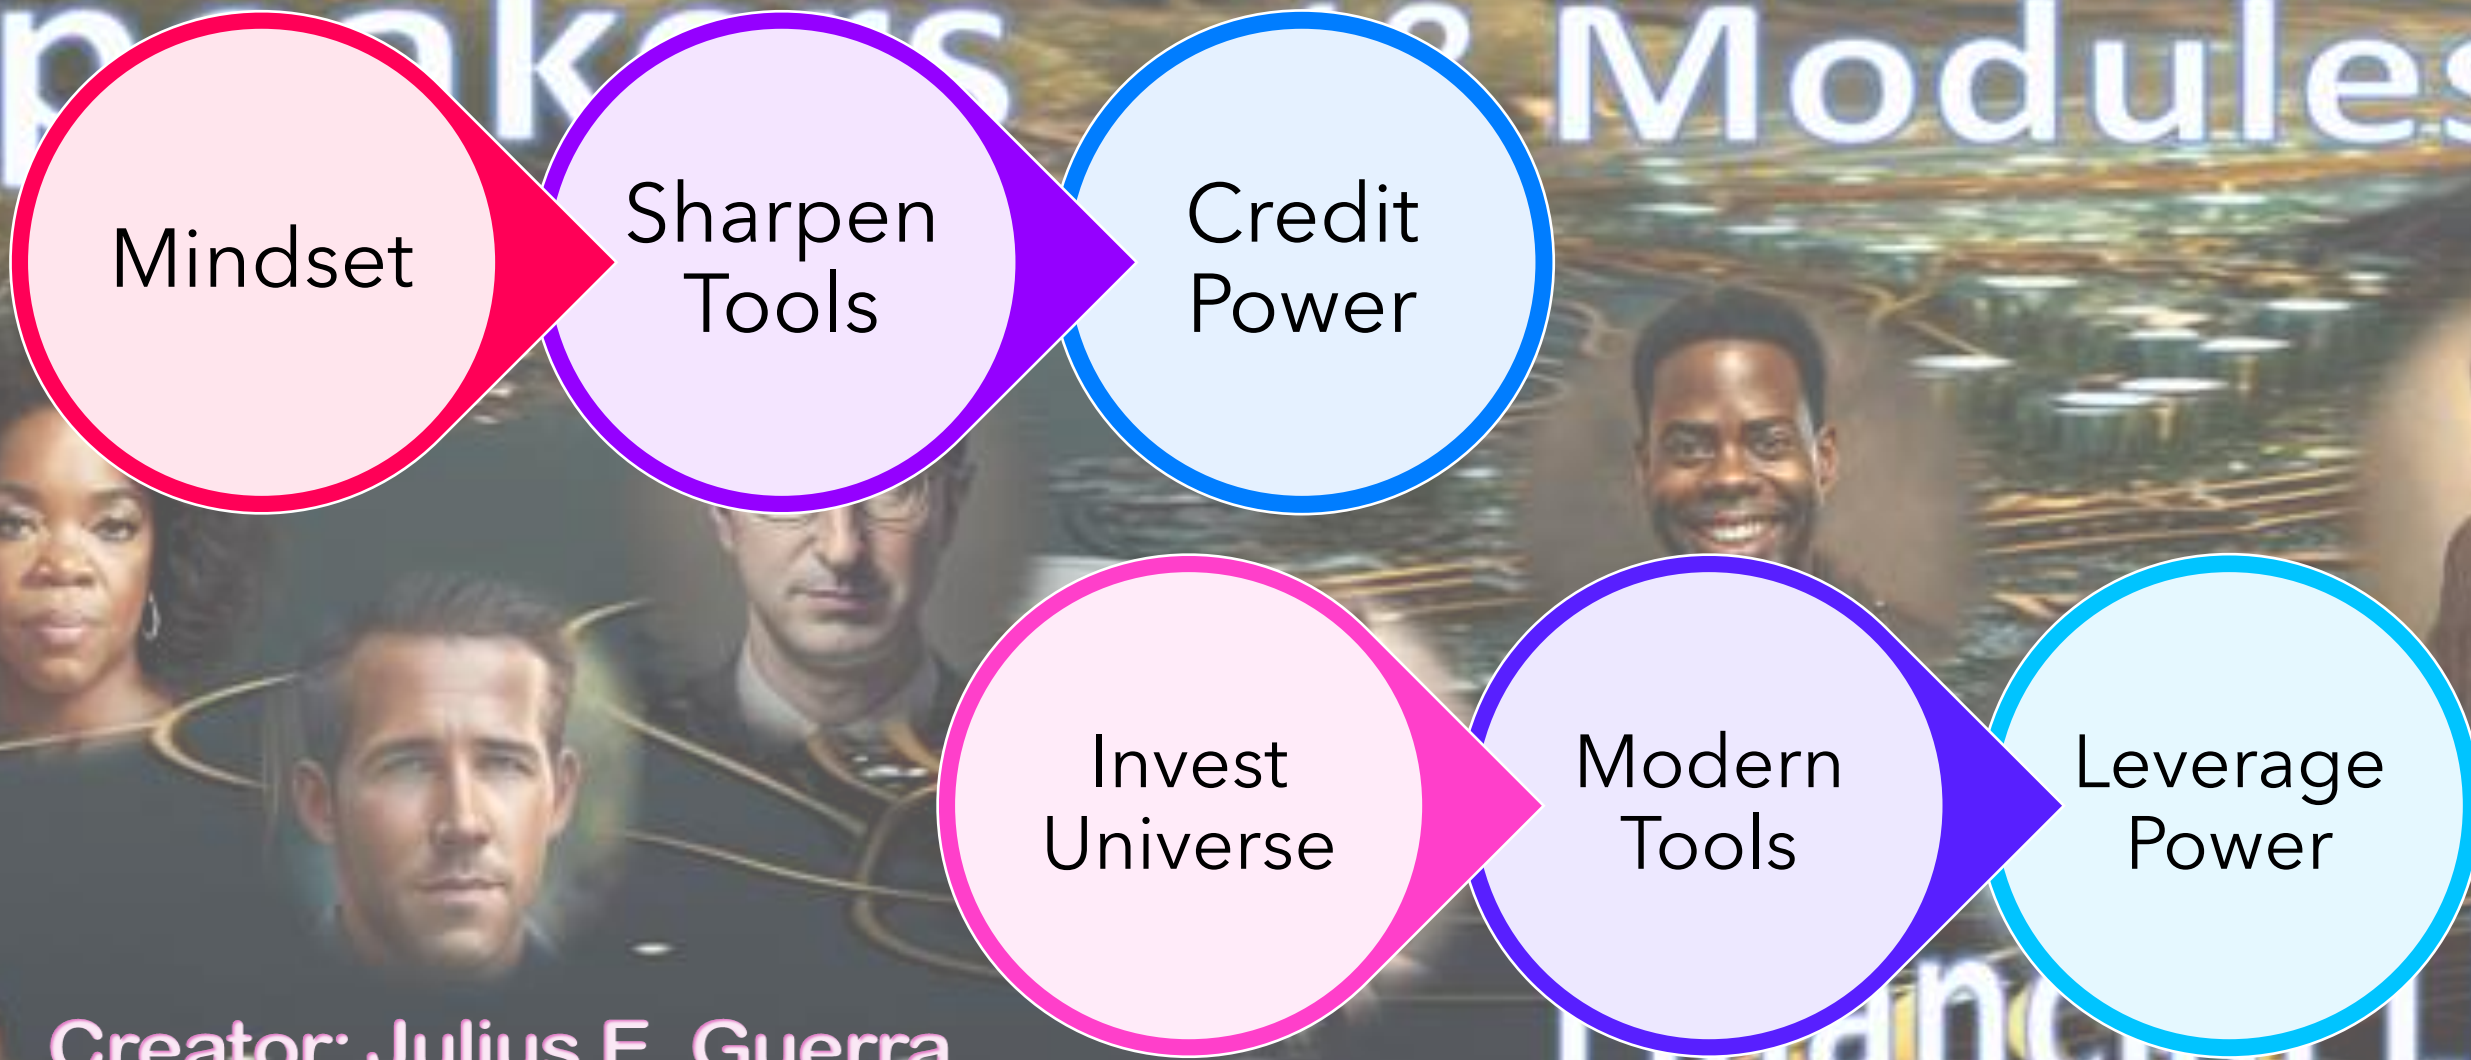 Modules
Mindset
Sharpen
Tools
Credit
Power
Invest
Universe
Modern
Tools
Leverage
Power
Creator: Julius E. Guerra